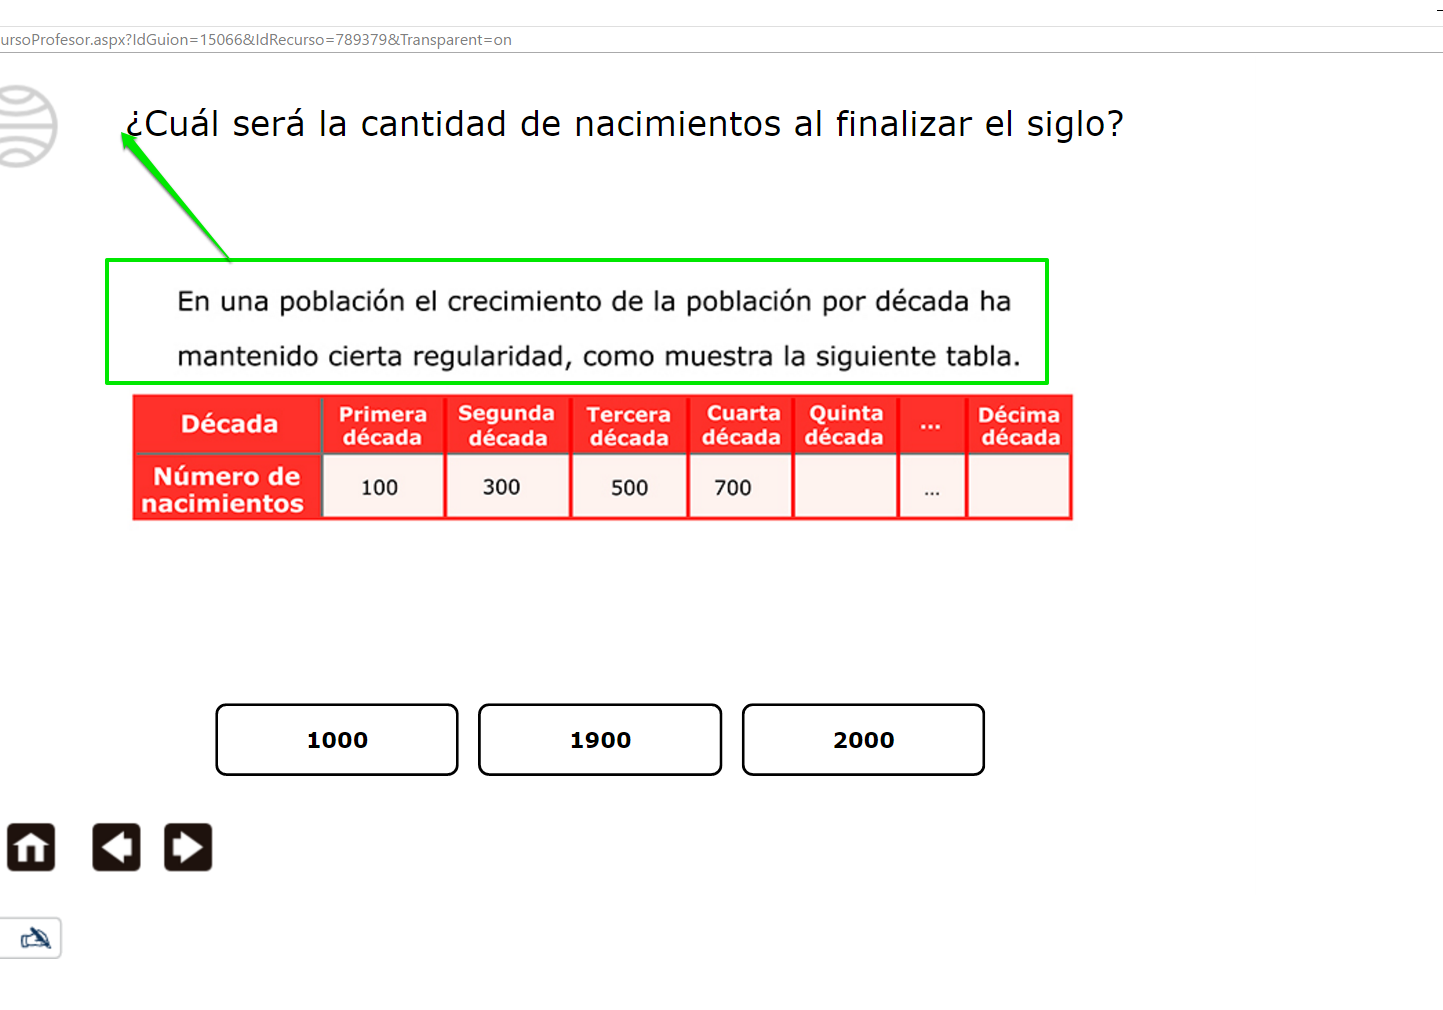 ursoProfesor.aspx?IdGuion=15066&IdRecurso=789379&Transparent=on
¿Cuál será la cantidad de nacimientos al finalizar el siglo?
En una población el crecimiento de la población por década ha
mantenido cierta regularidad, como muestra la siguiente tabla.
Década Primera década Segunda década Tercera década Cuarta década Quinta década ... Décima década
Número de nacimientos 100 300 500 700 ...
1000 1900 2000